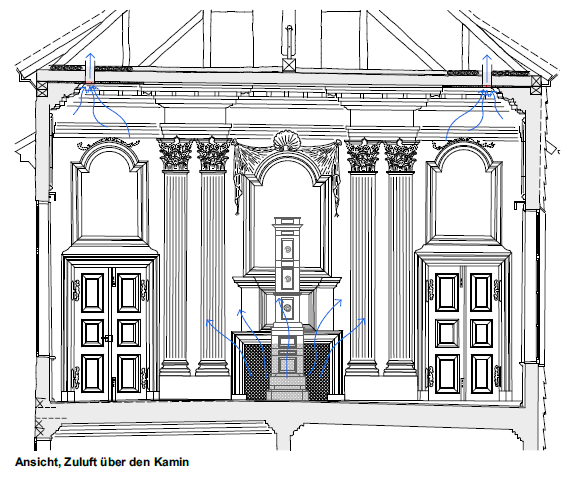 Ansicht, Zuluft über den Kamin